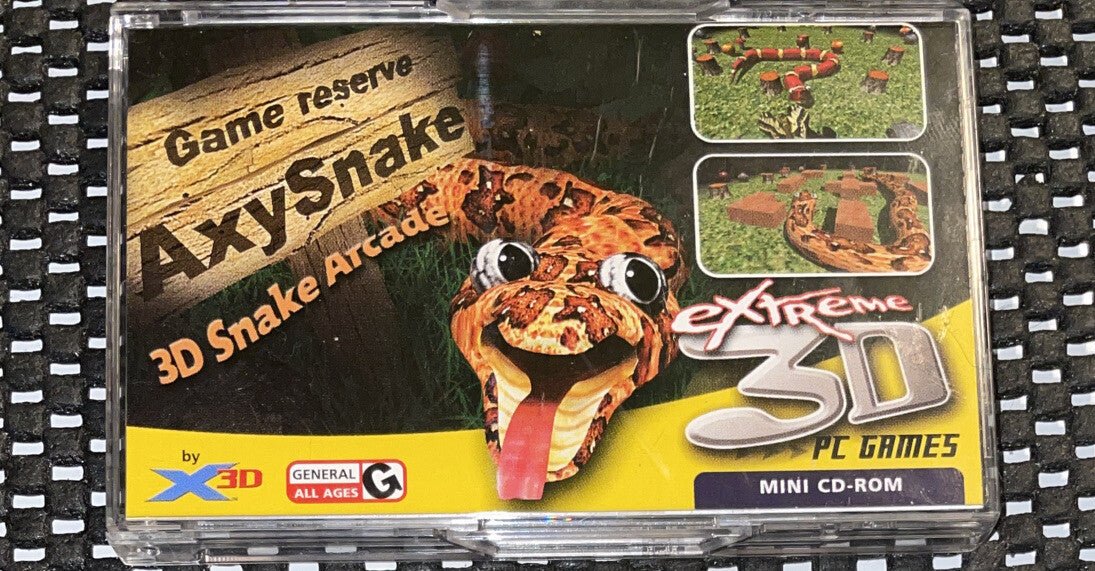 Game reserve
AxySnake
3D Snake Arcade
eXtreme
3D
PC GAMES
MINI CD-ROM
by
X3D
GENERAL
ALL AGES
G